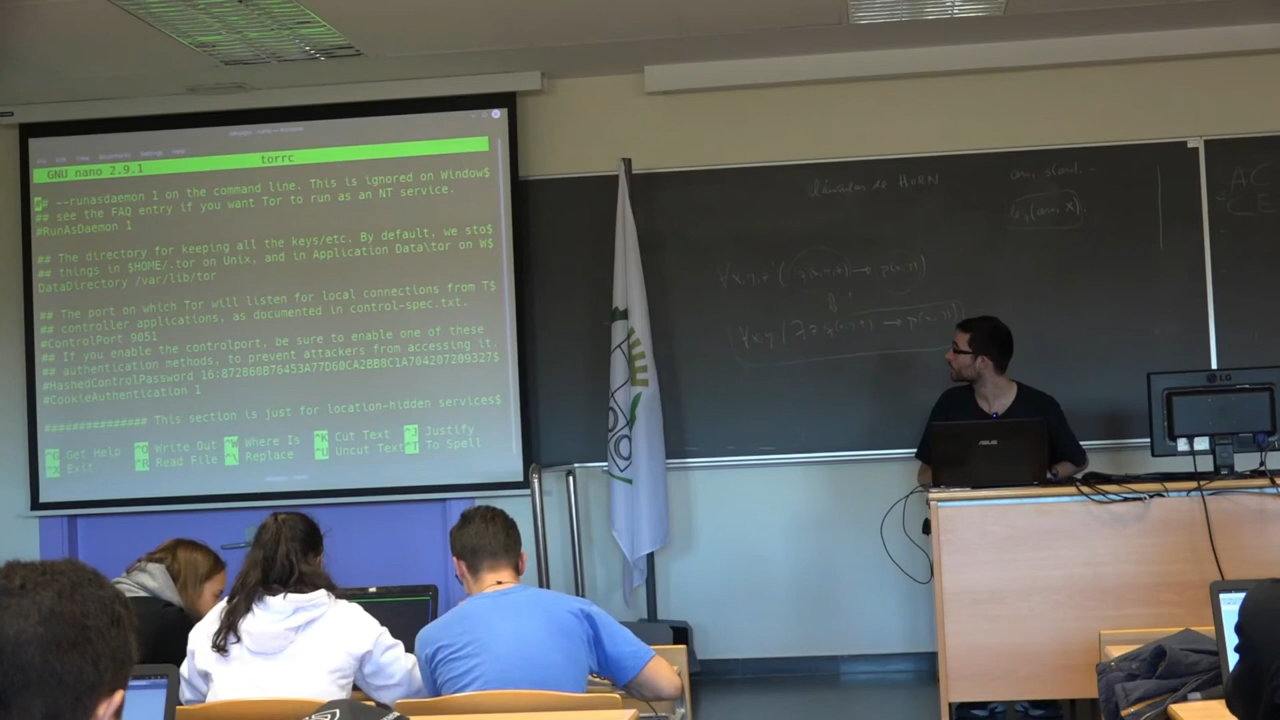 GNU nano 2.9.1 torrc
## --runasdaemon 1 on the command line. This is ignored on Window$
## see the FAQ entry if you want Tor to run as an NT service.
#RunAsDaemon 1
## The directory for keeping all the keys/etc. By default, we sto$
## things in $HOME/.tor on Unix, and in Application Data\tor on W$
DataDirectory /var/lib/tor
## The port on which Tor will listen for local connections from T$
## controller applications, as documented in control-spec.txt.
#ControlPort 9051
## If you enable the controlport, be sure to enable one of these
## authentication methods, to prevent attackers from accessing it.
#HashedControlPassword 16:872860B76453A77D60CA2BB8C1A704207209327$
#CookieAuthentication 1
############### This section is just for location-hidden services$
^G Get Help ^O Write Out ^W Where Is ^K Cut Text ^J Justify
^X Exit ^R Read File ^\ Replace ^U Uncut Text ^T To Spell
cláusulas de HORN
ASUS
LG